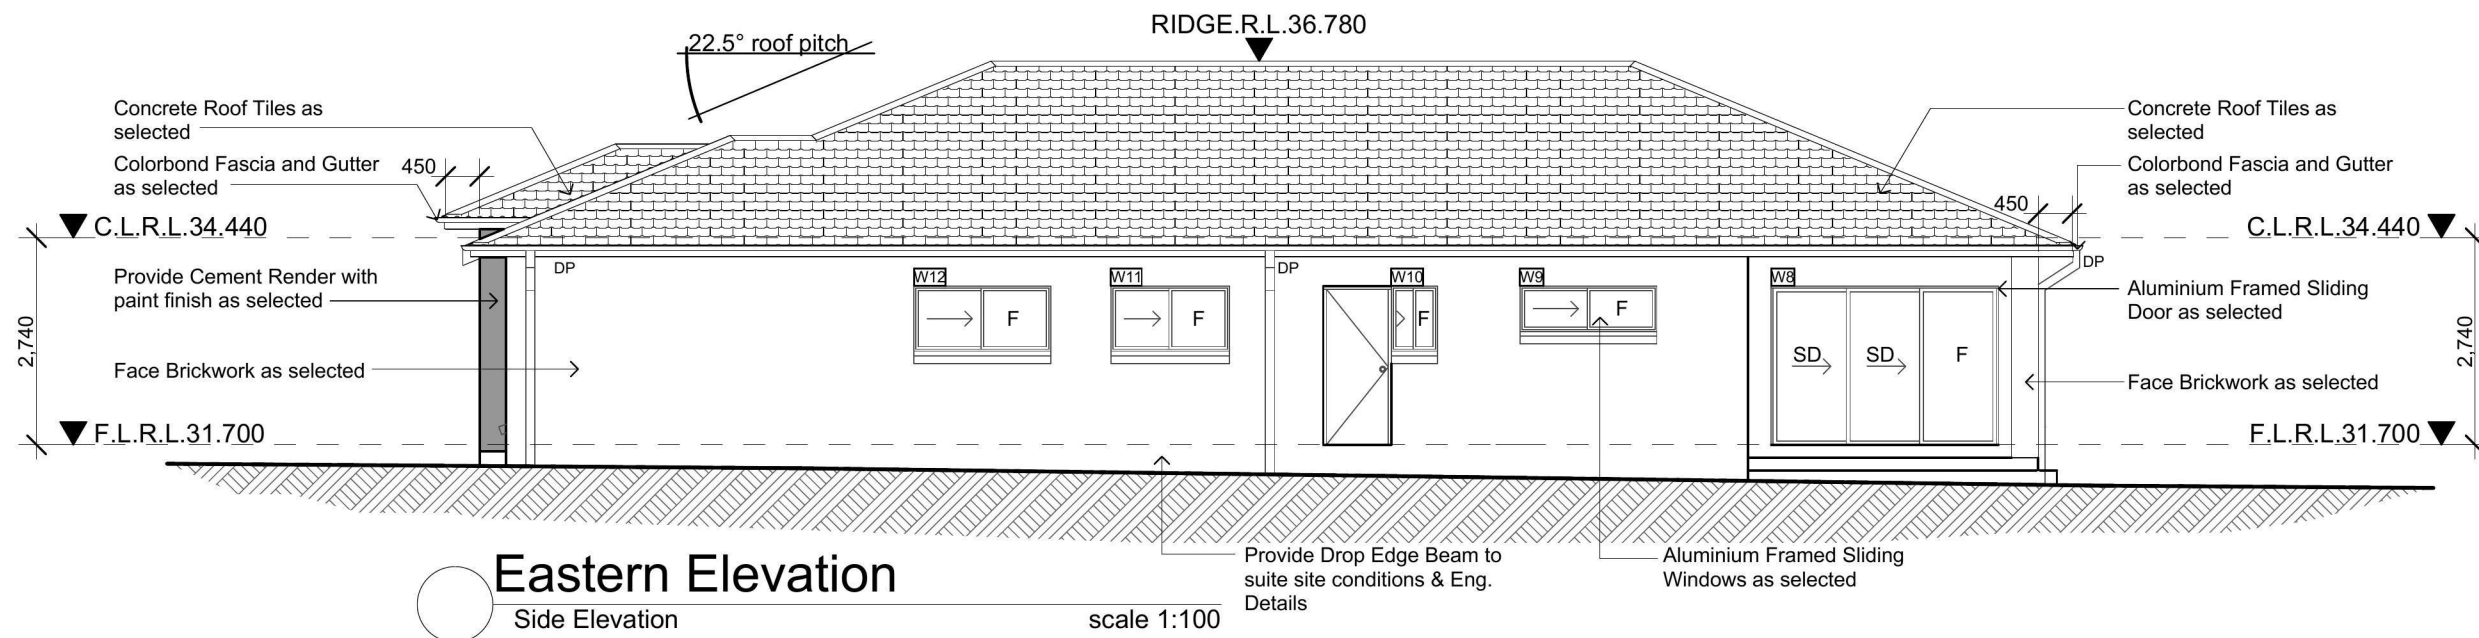 RIDGE.R.L.36.780
22.5° roof pitch
Concrete Roof Tiles as
selected
Colorbond Fascia and Gutter
as selected
450
C.L.R.L.34.440
Provide Cement Render with
paint finish as selected
2,740
Face Brickwork as selected
F.L.R.L.31.700
DP
W12
F
W11
F
DP
W10
F
W9
F
W8
SD
SD
F
Concrete Roof Tiles as
selected
Colorbond Fascia and Gutter
as selected
450
C.L.R.L.34.440
DP
Aluminium Framed Sliding
Door as selected
2,740
Face Brickwork as selected
F.L.R.L.31.700
Provide Drop Edge Beam to
suite site conditions & Eng.
Details
Aluminium Framed Sliding
Windows as selected
Eastern Elevation
Side Elevation
scale 1:100